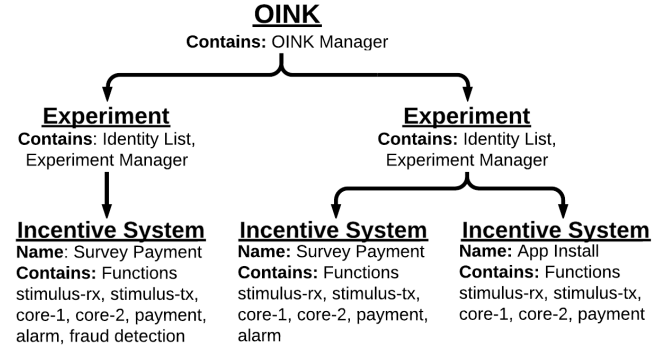 OINK
Contains: OINK Manager
Experiment
Contains: Identity List,
Experiment Manager
Experiment
Contains: Identity List,
Experiment Manager
Incentive System
Name: Survey Payment
Contains: Functions
stimulus-rx, stimulus-tx,
core-1, core-2, payment,
alarm, fraud detection
Incentive System
Name: Survey Payment
Contains: Functions
stimulus-rx, stimulus-tx,
core-1, core-2, payment,
alarm
Incentive System
Name: App Install
Contains: Functions
stimulus-rx, stimulus-tx,
core-1, core-2, payment